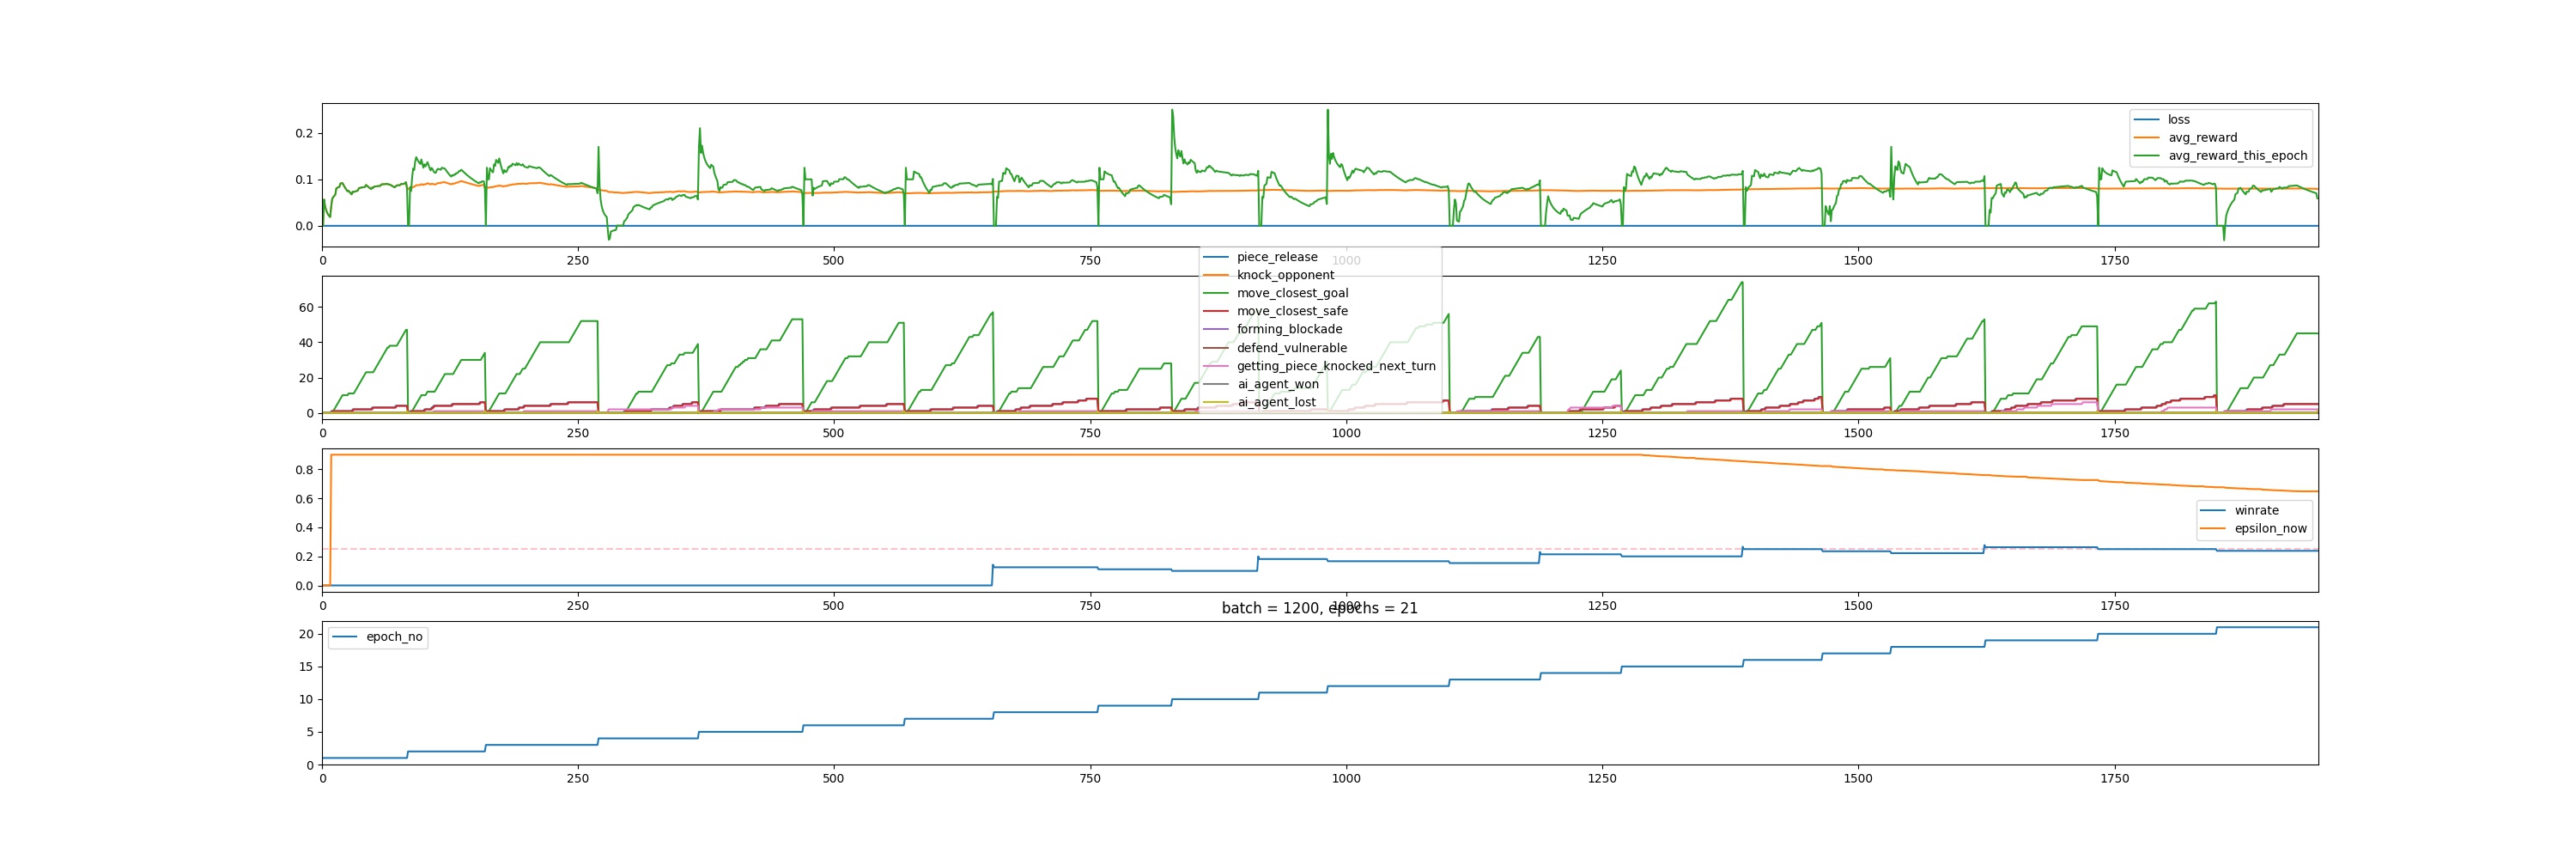 0.2
0.1
0.0
loss
avg_reward
avg_reward_this_epoch
0 250 500 750 1000 1250 1500 1750
60
40
20
0
piece_release
knock_opponent
move_closest_goal
move_closest_safe
forming_blockade
defend_vulnerable
getting_piece_knocked_next_turn
ai_agent_won
ai_agent_lost
0 250 500 750 1000 1250 1500 1750
0.8
0.6
0.4
0.2
0.0
winrate
epsilon_now
0 250 500 750 1000 1250 1500 1750
batch = 1200, epochs = 21
20
15
10
5
0
epoch_no
0 250 500 750 1000 1250 1500 1750